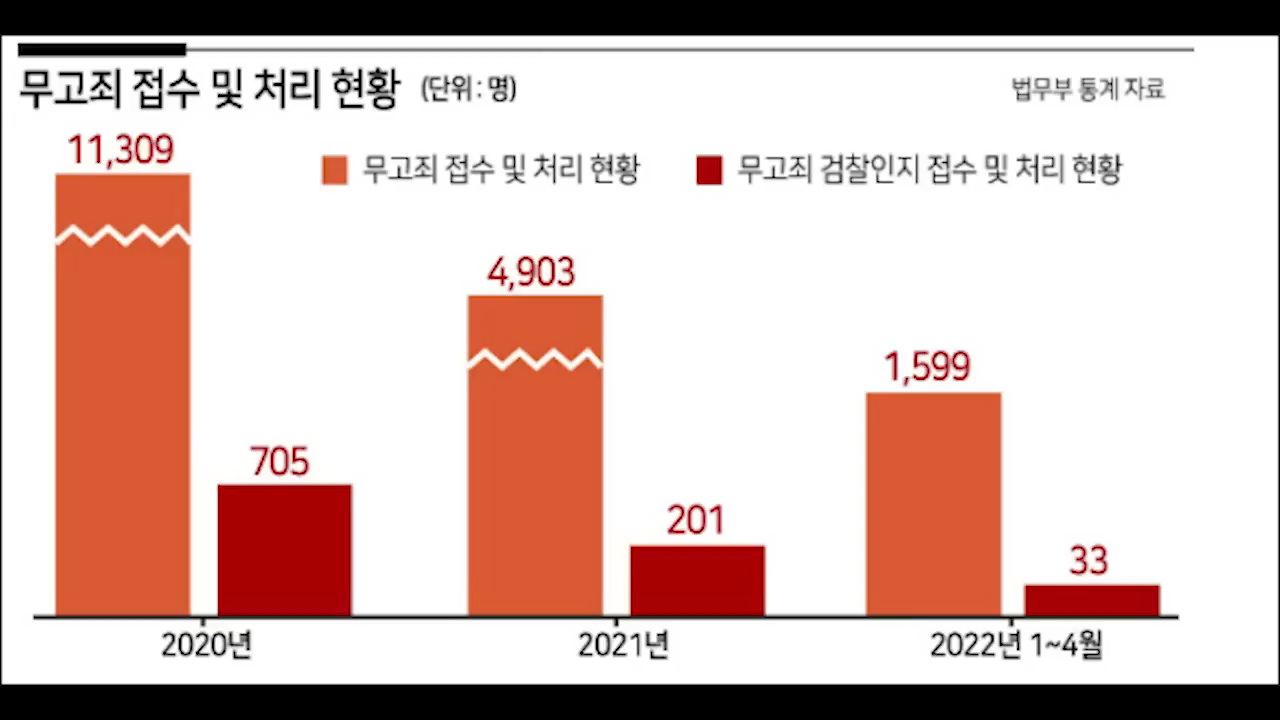 무고죄 접수 및 처리 현황 (단위 : 명)
법무부 통계 자료
무고죄 접수 및 처리 현황
무고죄 검찰인지 접수 및 처리 현황
11,309
705
4,903
201
1,599
33
2020년
2021년
2022년 1~4월